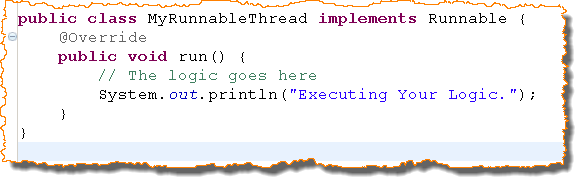 public class MyRunnableThread implements Runnable {
    @Override
    public void run() {
        // The logic goes here
        System.out.println("Executing Your Logic.");
    }
}